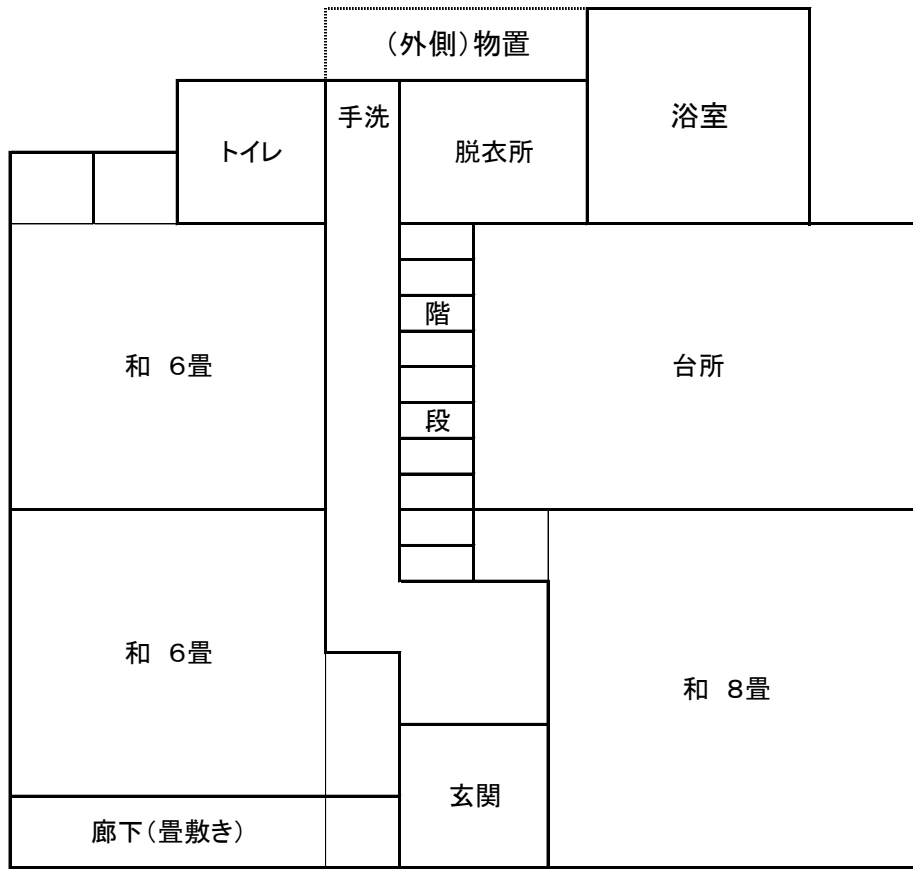 （外側）物置
浴室
手洗
トイレ
脱衣所
階
和　６畳
台所
段
和　６畳
和　８畳
玄関
廊下（畳敷き）